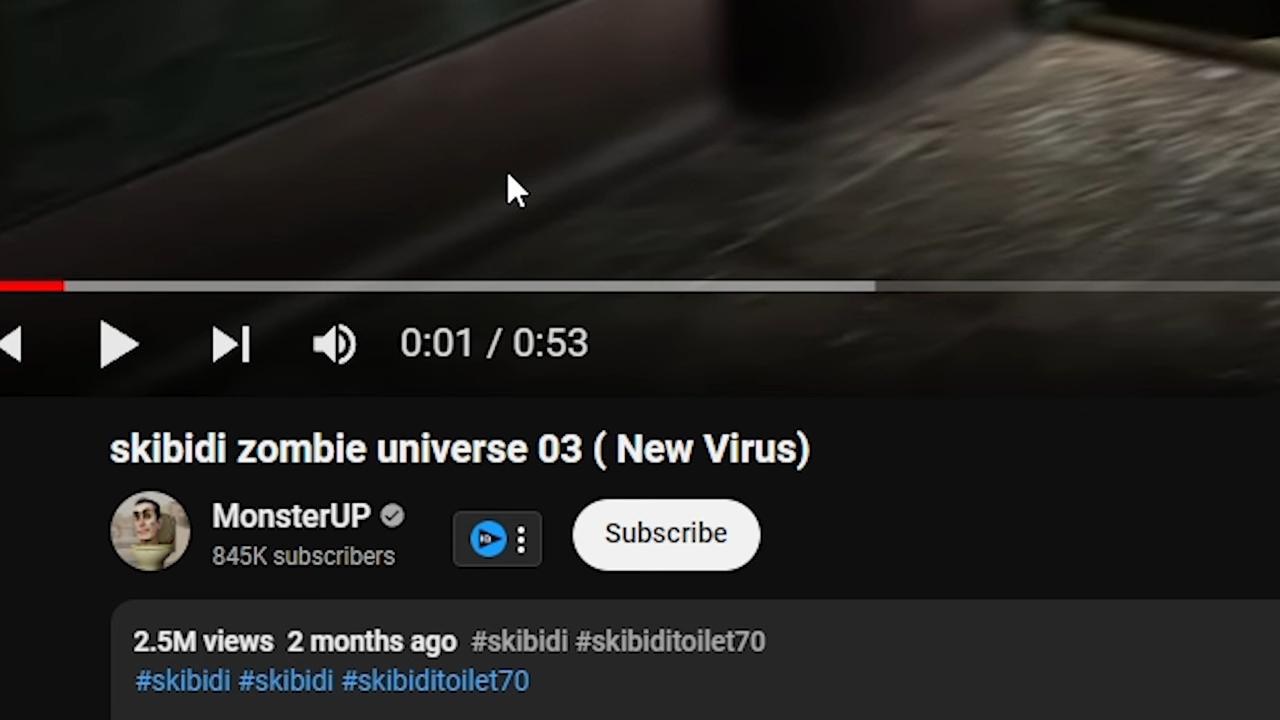 0:01 / 0:53
skibidi zombie universe 03 ( New Virus)
MonsterUP
845K subscribers
Subscribe
2.5M views 2 months ago #skibidi #skibiditoilet70
#skibidi #skibidi #skibiditoilet70